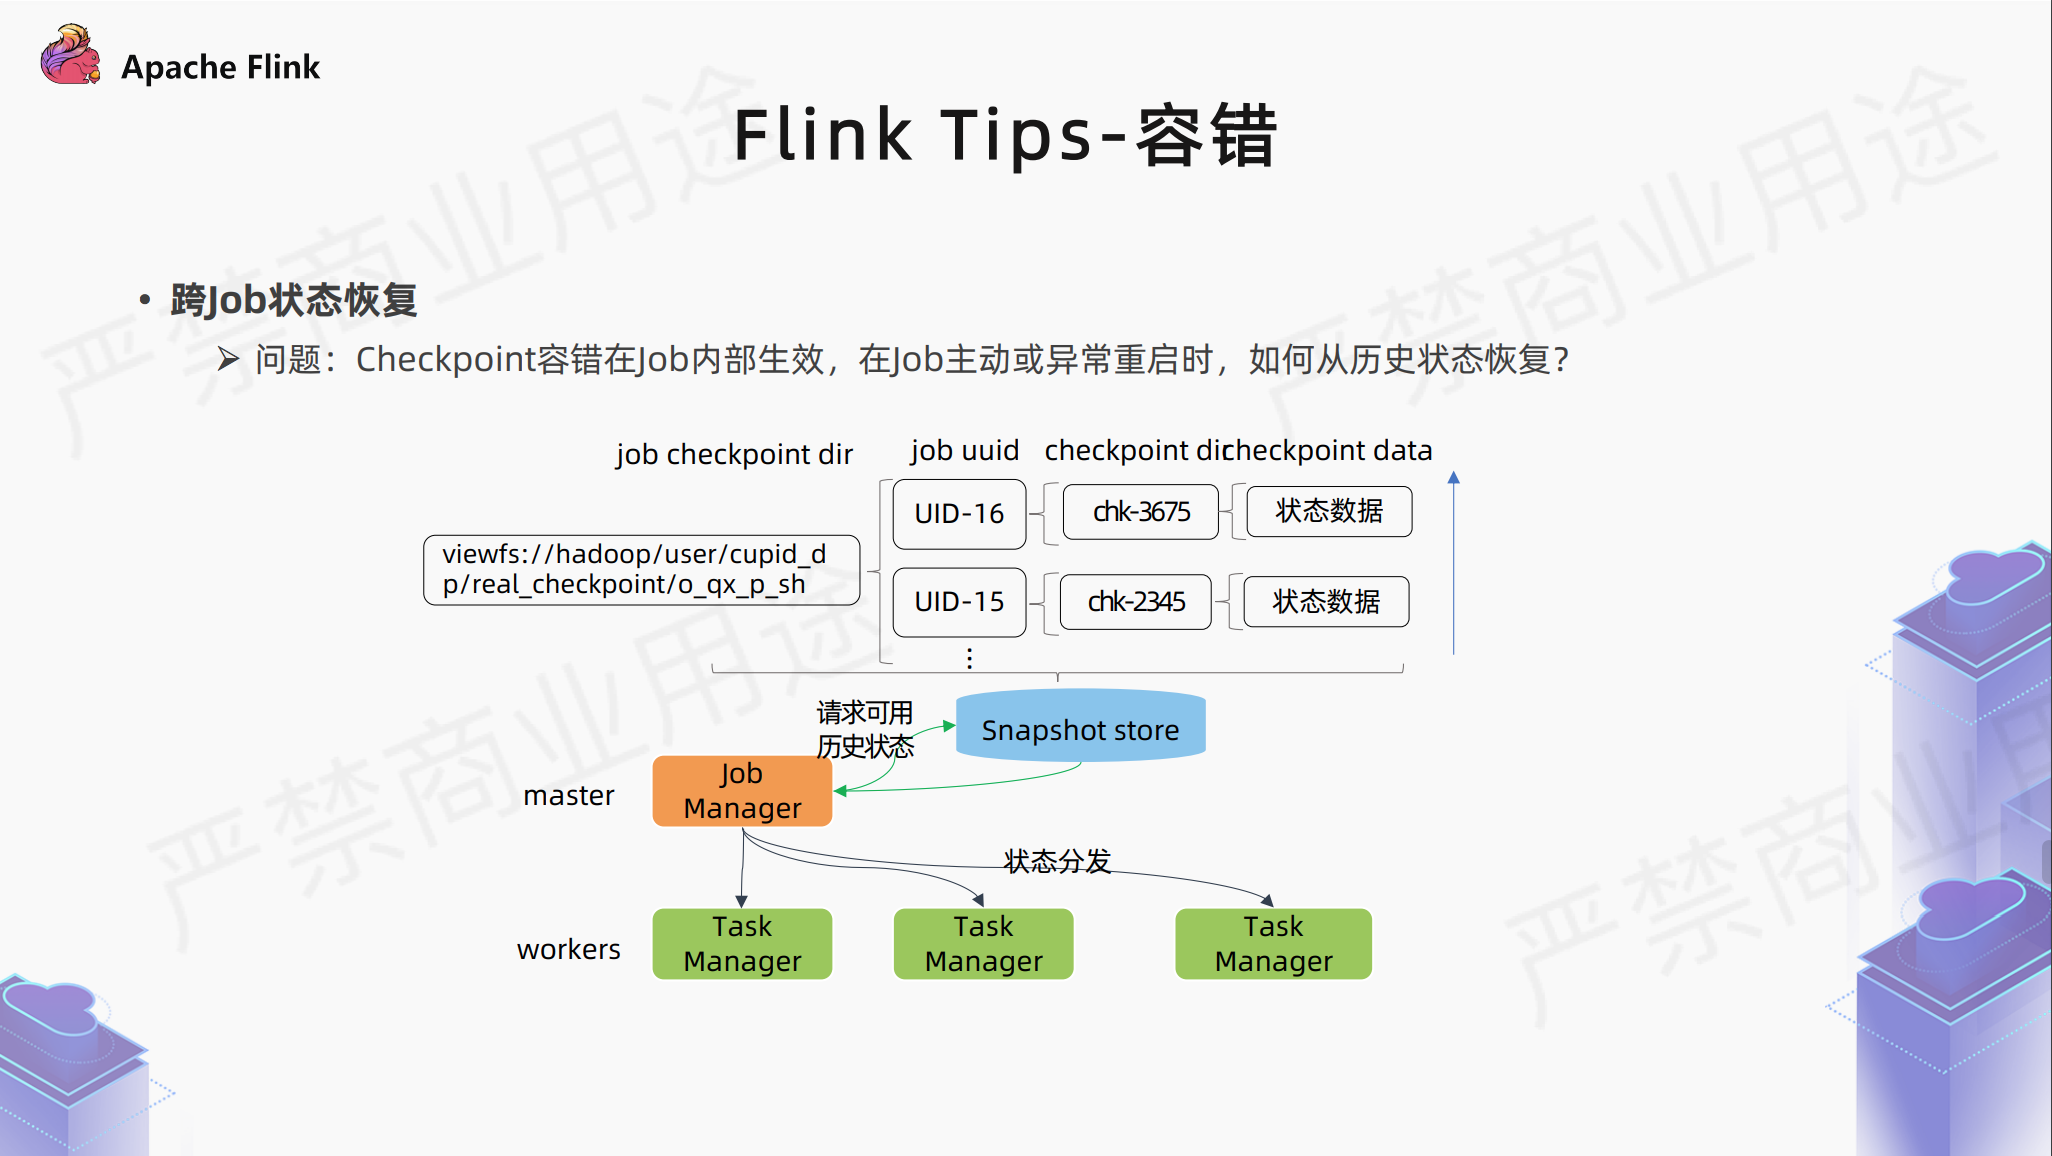 Apache Flink
Flink Tips-容错
• 跨Job状态恢复
➢ 问题：Checkpoint容错在Job内部生效，在Job主动或异常重启时，如何从历史状态恢复？
job checkpoint dir
job uuid
checkpoint dir
checkpoint data
UID-16
chk-3675
状态数据
viewfs://hadoop/user/cupid_d
p/real_checkpoint/o_qx_p_sh
UID-15
chk-2345
状态数据
⋮
请求可用
历史状态
Snapshot store
master
Job
Manager
状态分发
workers
Task
Manager
Task
Manager
Task
Manager
严禁商业用途
严禁商业用途
严禁商业用途
严禁商业用